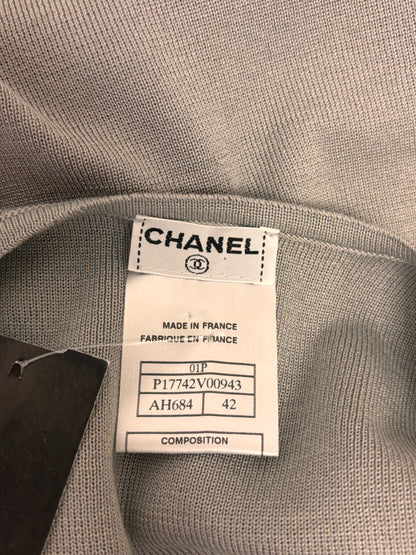 CHANEL
MADE IN FRANCE
FABRIQUE EN FRANCE
01P
P17742V00943
AH684 42
COMPOSITION